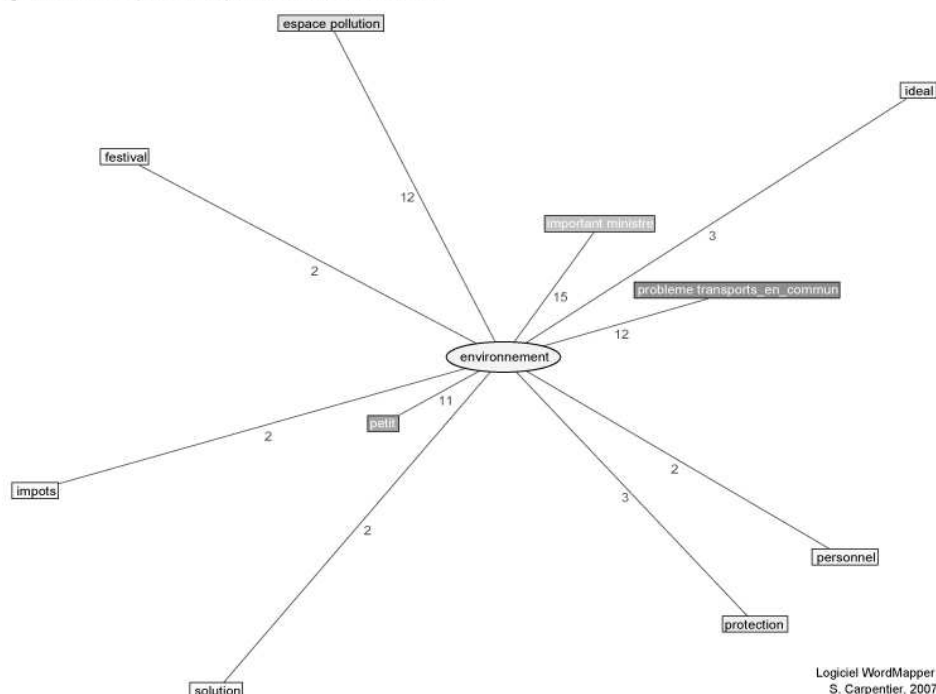 espace pollution
ideal
festival
12
important ministre
3
2
probleme transports_en_commun
15
12
environnement
11
petit
2
2
impots
3
2
personnel
protection
solution
Logiciel WordMapper
S. Carpentier, 2007